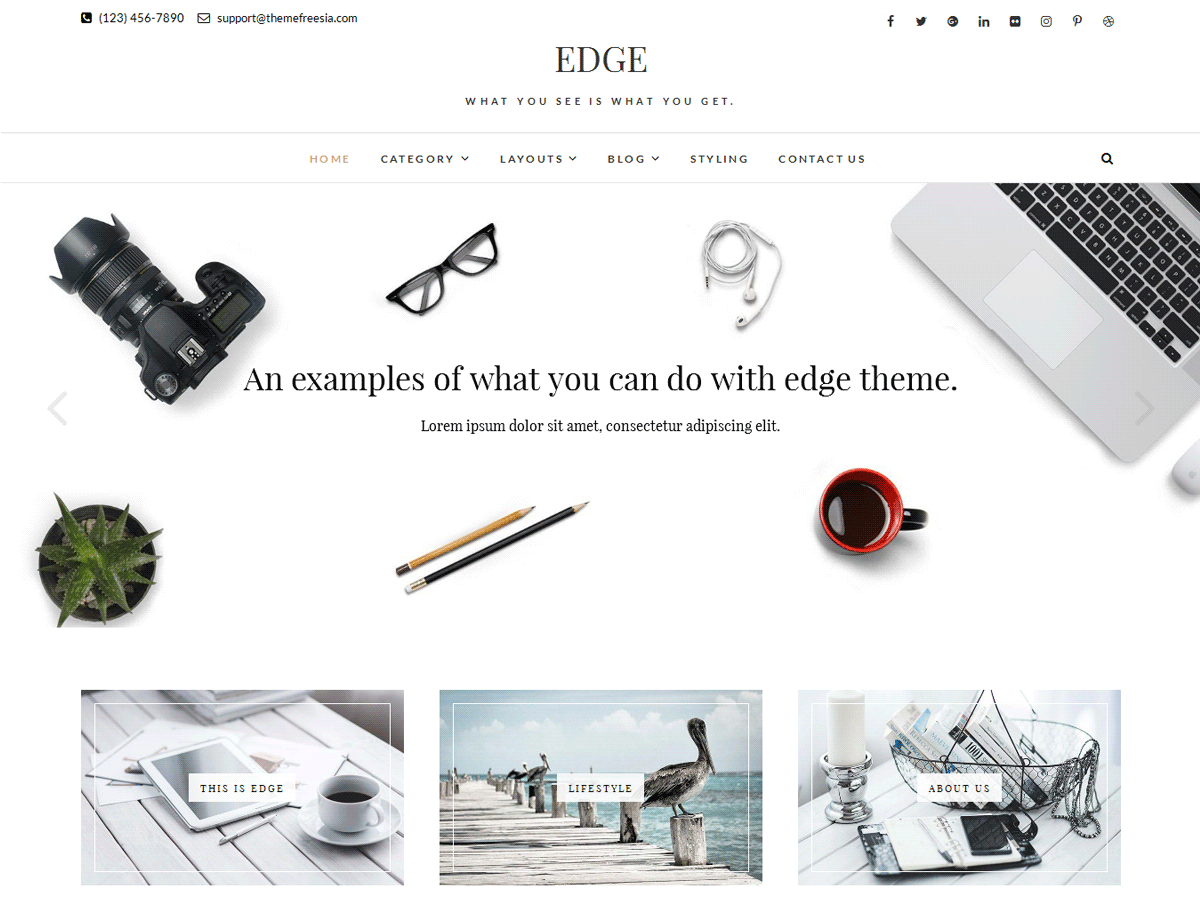 (123) 456-7890 support@themefreesia.com
EDGE
WHAT YOU SEE IS WHAT YOU GET.
HOME CATEGORY LAYOUTS BLOG STYLING CONTACT US
An examples of what you can do with edge theme.
Lorem ipsum dolor sit amet, consectetur adipiscing elit.
THIS IS EDGE
LIFESTYLE
ABOUT US